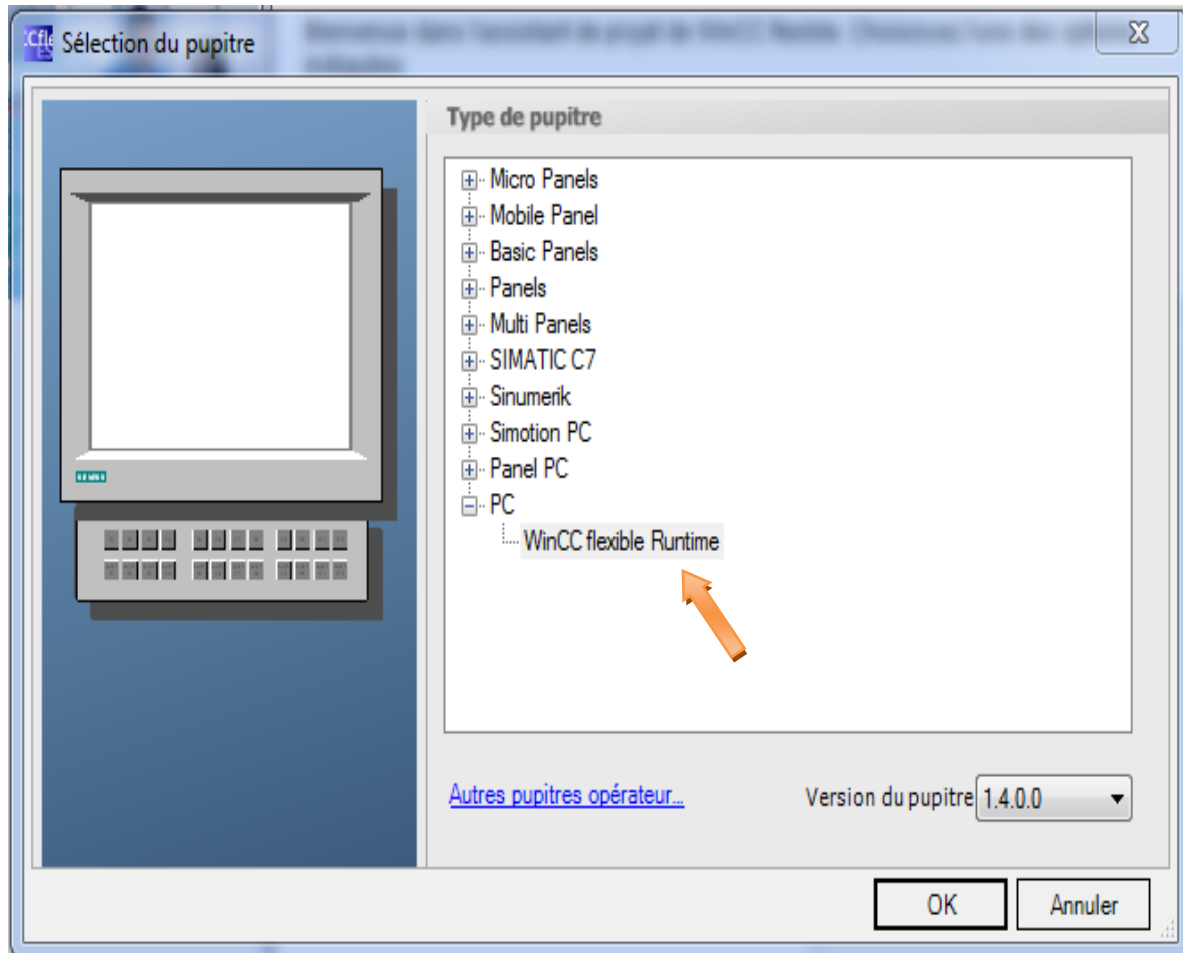 Sélection du pupitre
Type de pupitre
Micro Panels
Mobile Panel
Basic Panels
Panels
Multi Panels
SIMATIC C7
Sinumerik
Simotion PC
Panel PC
PC
WinCC flexible Runtime
Autres pupitres opérateur...
Version du pupitre 1.4.0.0
OK Annuler